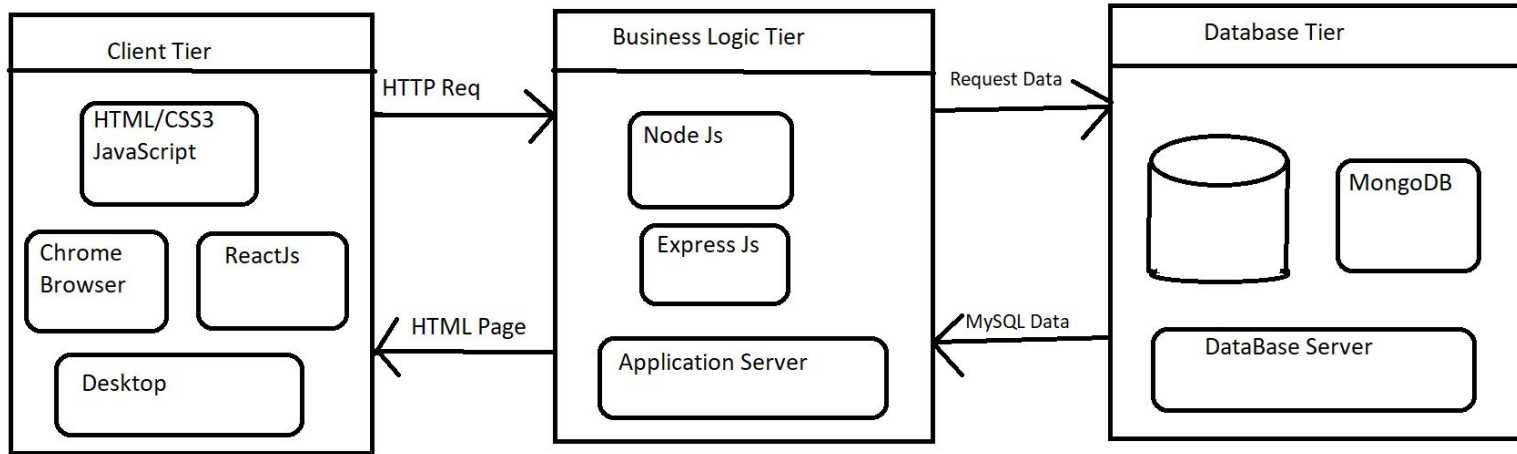 Client Tier
HTML/CSS3
JavaScript
Chrome
Browser
ReactJs
Desktop
HTTP Req
HTML Page
Business Logic Tier
Node Js
Express Js
Application Server
Request Data
MySQL Data
Database Tier
MongoDB
DataBase Server